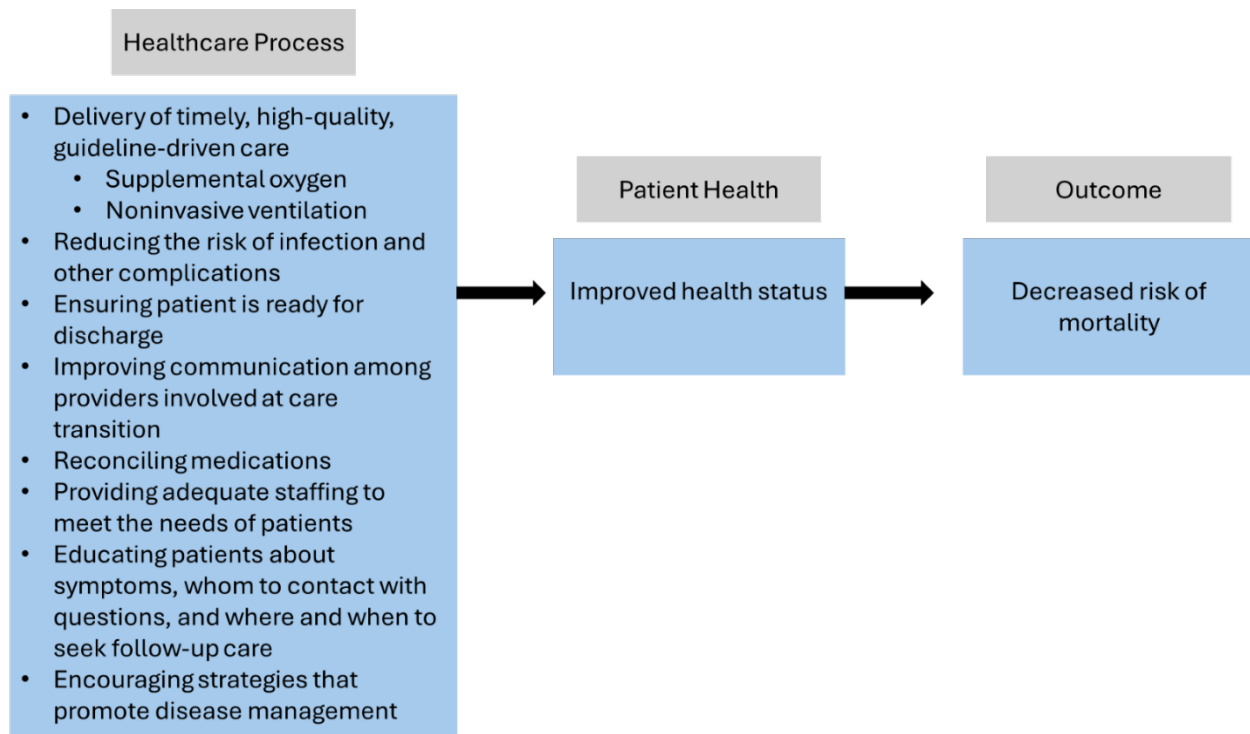 Healthcare Process
• Delivery of timely, high-quality,
guideline-driven care
• Supplemental oxygen
• Noninvasive ventilation
• Reducing the risk of infection and
other complications
• Ensuring patient is ready for
discharge
• Improving communication among
providers involved at care
transition
• Reconciling medications
• Providing adequate staffing to
meet the needs of patients
• Educating patients about
symptoms, whom to contact with
questions, and where and when to
seek follow-up care
• Encouraging strategies that
promote disease management
Patient Health
Improved health status
Outcome
Decreased risk of
mortality